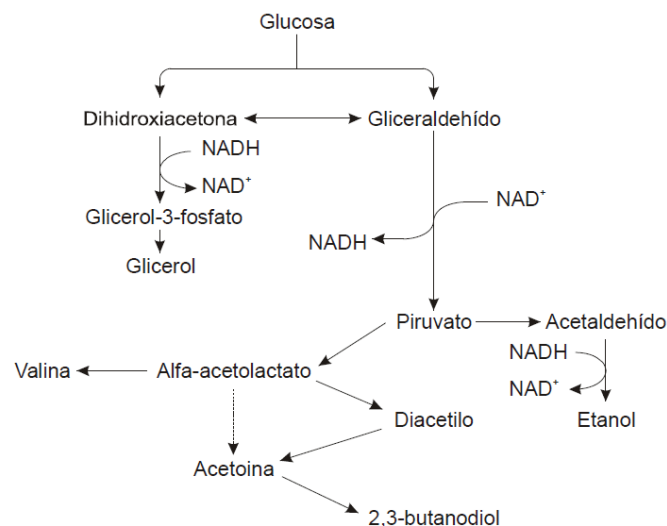 Glucosa
Dihidroxiacetona
Gliceraldehído
NADH
NAD⁺
Glicerol-3-fosfato
Glicerol
NAD⁺
NADH
Piruvato
Acetaldehído
NADH
NAD⁺
Etanol
Valina
Alfa-acetolactato
Diacetilo
Acetoina
2,3-butanodiol